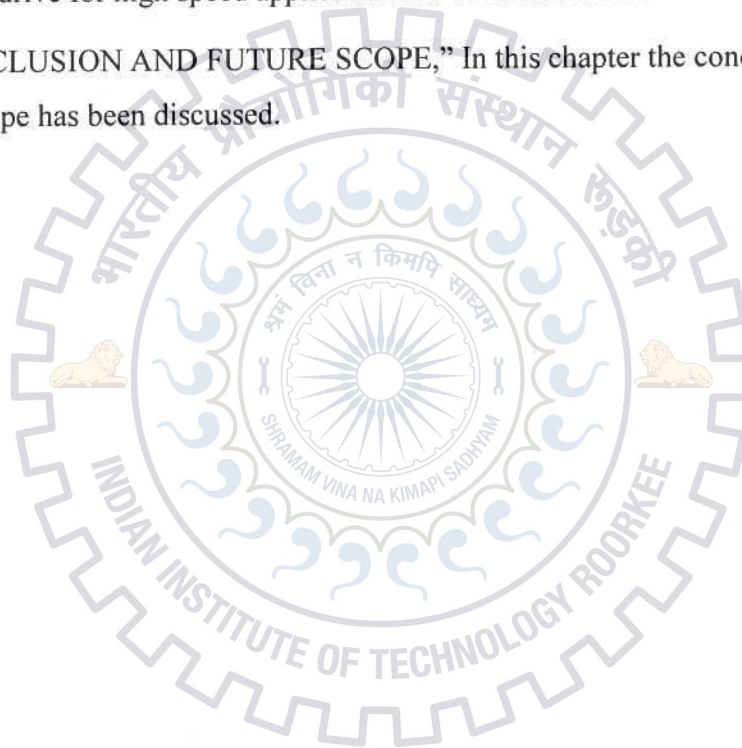 drive for high speed
CLUSION AND FUTURE SCOPE,” In this chapter the conc
pe has been discussed.
भारतीय प्रौद्योगिकी संस्थान रुड़की
श्रमं विना न किमपि साध्यम्
SHRAMAM VINA NA KIMAPI SADHYAM
INDIAN INSTITUTE OF TECHNOLOGY ROORKEE